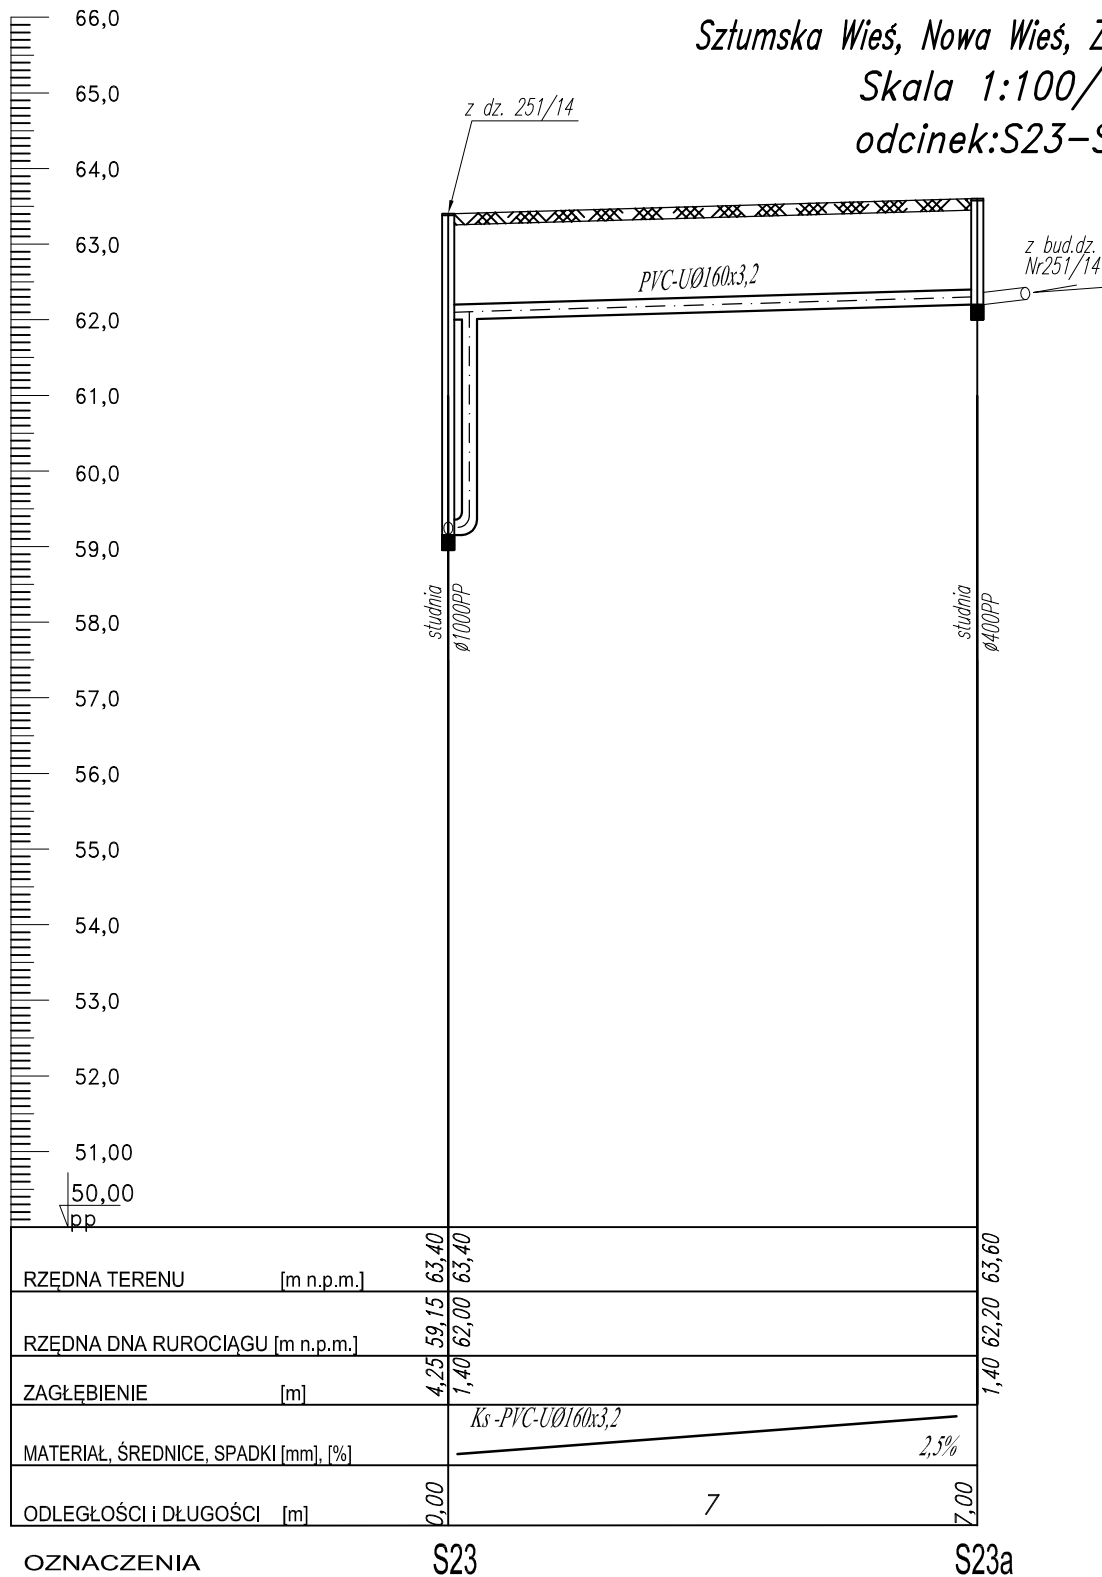 Sztumska Wieś, Nowa Wieś, Z
Skala 1:100/
odcinek:S23-S
66,0
65,0
64,0
63,0
62,0
61,0
60,0
59,0
58,0
57,0
56,0
55,0
54,0
53,0
52,0
51,00
50,00
pp
z dz. 251/14
PVC-UØ160x3,2
z bud.dz.
Nr251/14
studnia
ø1000PP
studnia
ø400PP
RZĘDNA TERENU [m n.p.m.] 63,40 63,40 63,60
RZĘDNA DNA RUROCIĄGU [m n.p.m.] 59,15 62,00 62,20
ZAGŁĘBIENIE [m] 4,25 1,40 1,40
MATERIAŁ, ŚREDNICE, SPADKI [mm], [%] Ks -PVC-UØ160x3,2 2,5%
ODLEGŁOŚCI i DŁUGOŚCI [m] 0,00 7 7,00
OZNACZENIA S23 S23a